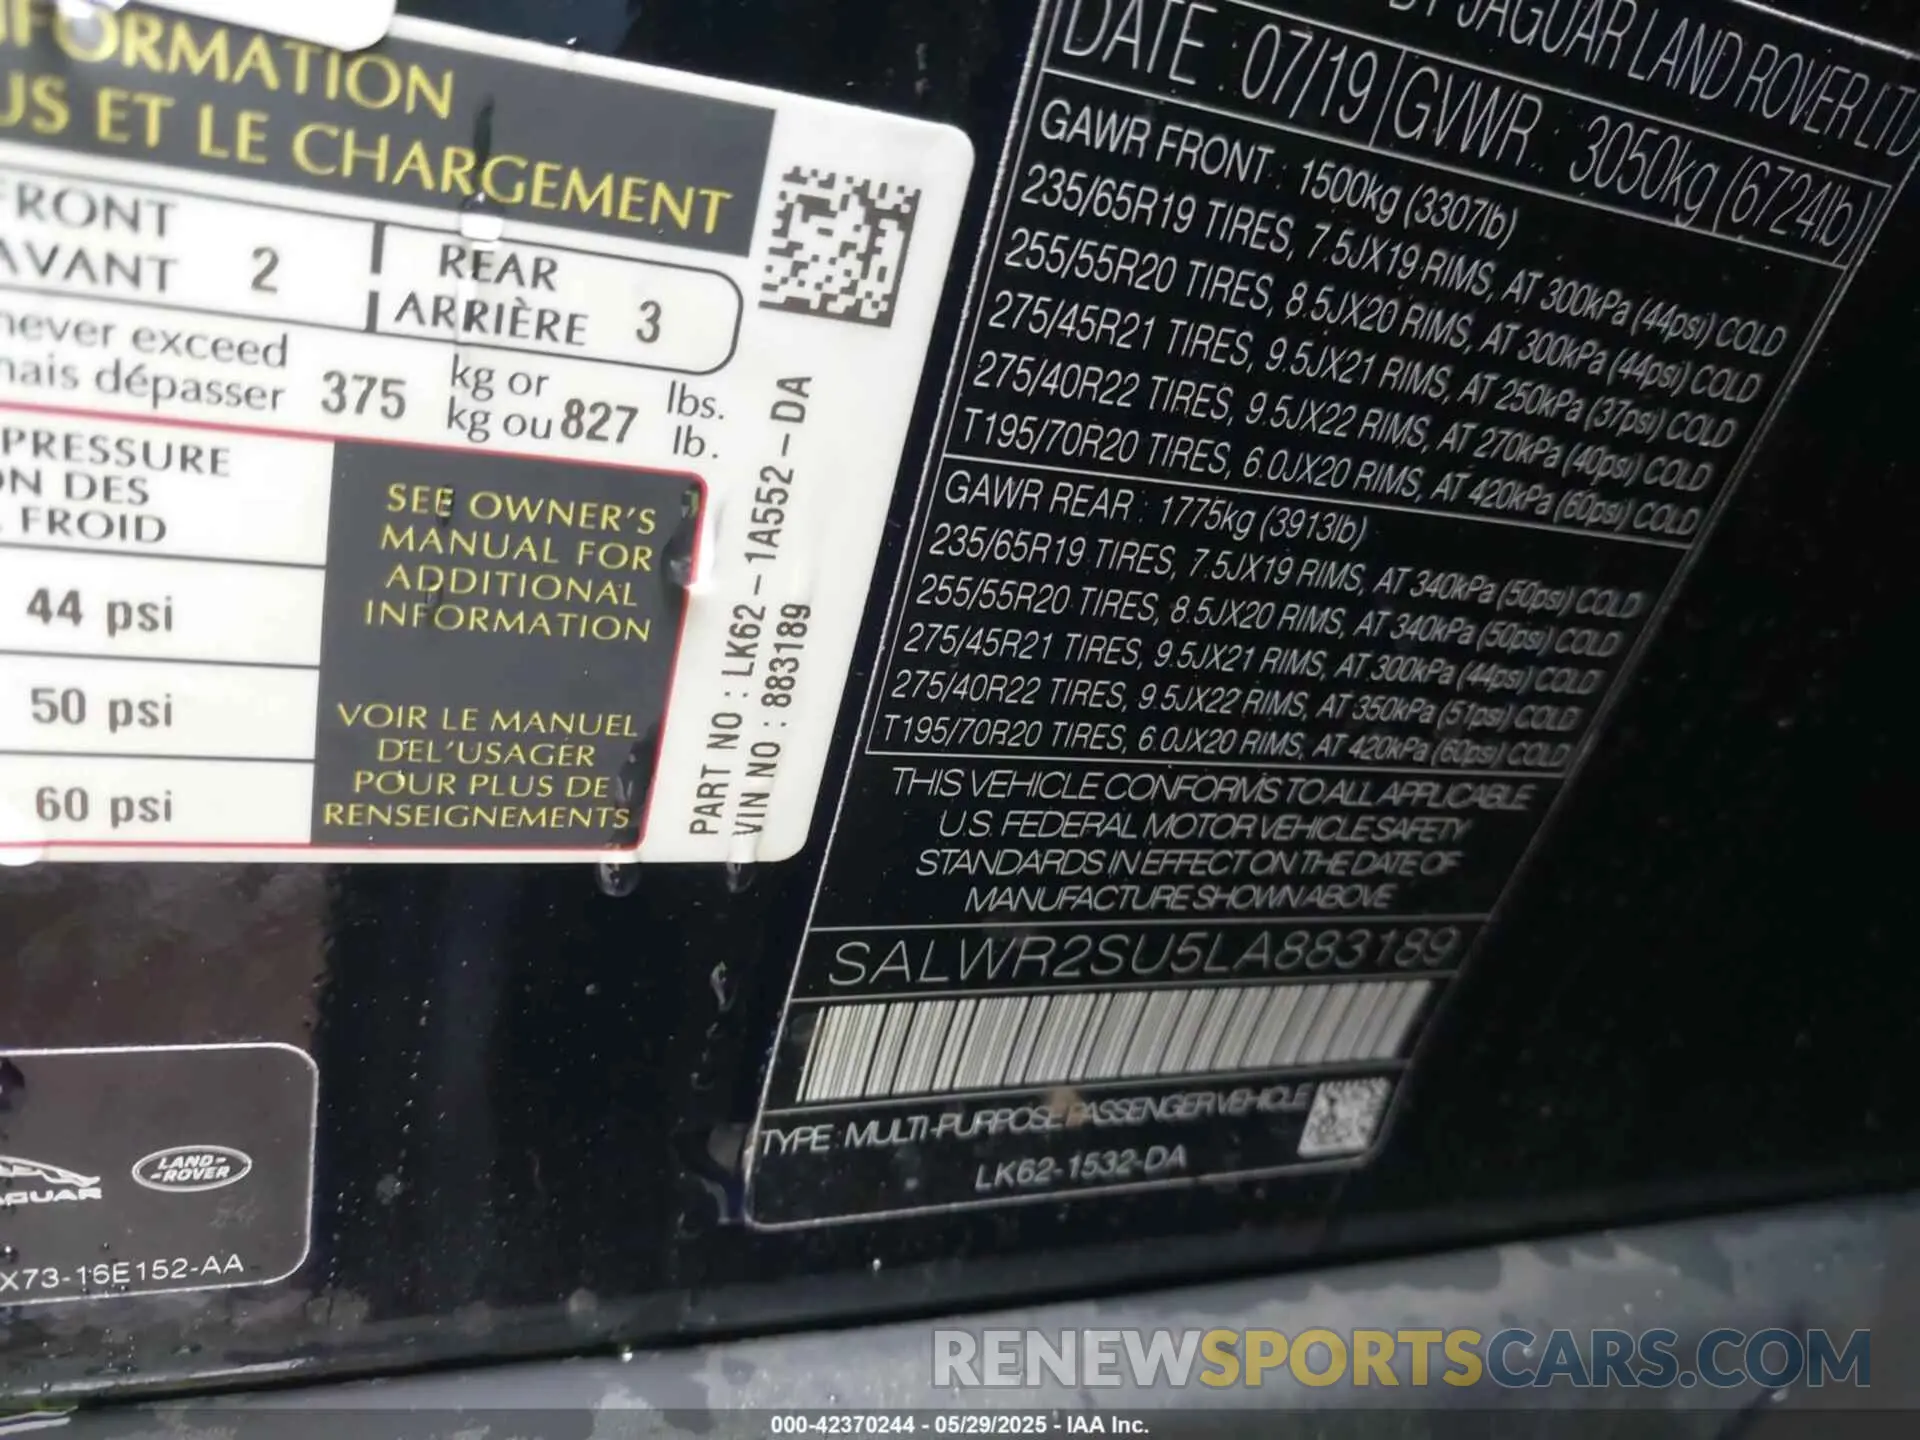 FORMATION
US ET LE CHARGEMENT
FRONT
AVANT 2
REAR
ARRIÈRE 3
never exceed
mais dépasser 375 kg or
kg ou 827 lbs.
lb.
PRESSURE
ON DES
FROID
44 psi
50 psi
60 psi
SEE OWNER'S
MANUAL FOR
ADDITIONAL
INFORMATION
VOIR LE MANUEL
DEL'USAGER
POUR PLUS DE
RENSEIGNEMENTS
PART NO : LK62-1A552-DA
VIN NO : 883189
BY JAGUAR LAND ROVER LTD
DATE : 07/19 GVWR : 3050kg (6724lb)
GAWR FRONT : 1500kg (3307lb)
235/65R19 TIRES, 7.5JX19 RIMS, AT 300kPa (44psi) COLD
255/55R20 TIRES, 8.5JX20 RIMS, AT 300kPa (44psi) COLD
275/45R21 TIRES, 9.5JX21 RIMS, AT 250kPa (37psi) COLD
275/40R22 TIRES, 9.5JX22 RIMS, AT 270kPa (40psi) COLD
T195/70R20 TIRES, 6.0JX20 RIMS, AT 420kPa (60psi) COLD
GAWR REAR : 1775kg (3913lb)
235/65R19 TIRES, 7.5JX19 RIMS, AT 340kPa (50psi) COLD
255/55R20 TIRES, 8.5JX20 RIMS, AT 340kPa (50psi) COLD
275/45R21 TIRES, 9.5JX21 RIMS, AT 300kPa (44psi) COLD
275/40R22 TIRES, 9.5JX22 RIMS, AT 350kPa (51psi) COLD
T195/70R20 TIRES, 6.0JX20 RIMS, AT 420kPa (60psi) COLD
THIS VEHICLE CONFORMS TO ALL APPLICABLE
U.S. FEDERAL MOTOR VEHICLE SAFETY
STANDARDS IN EFFECT ON THE DATE OF
MANUFACTURE SHOWN ABOVE
SALWR2SU5LA883189
TYPE : MULTI-PURPOSE PASSENGER VEHICLE
LK62-1532-DA
JAGUAR
LAND-
-ROVER
X73-16E152-AA
RENEWSPORTSCARS.COM
000-42370244 - 05/29/2025 - IAA Inc.